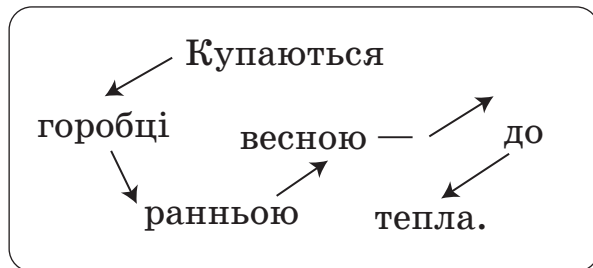 Купаються
горобці
ранньою
весною —
до
тепла.